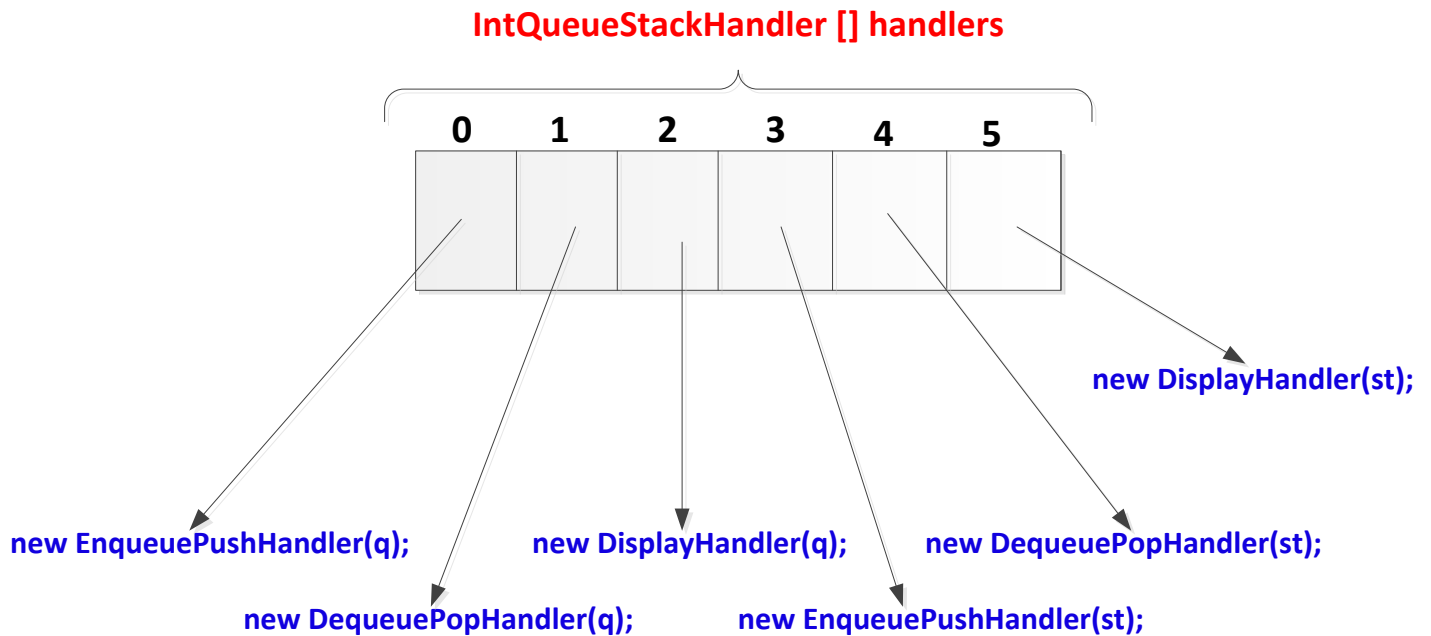 IntQueueStackHandler [] handlers
0 1 2 3 4 5
new DisplayHandler(st);
new EnqueuePushHandler(q);
new DisplayHandler(q);
new DequeuePopHandler(st);
new DequeuePopHandler(q);
new EnqueuePushHandler(st);